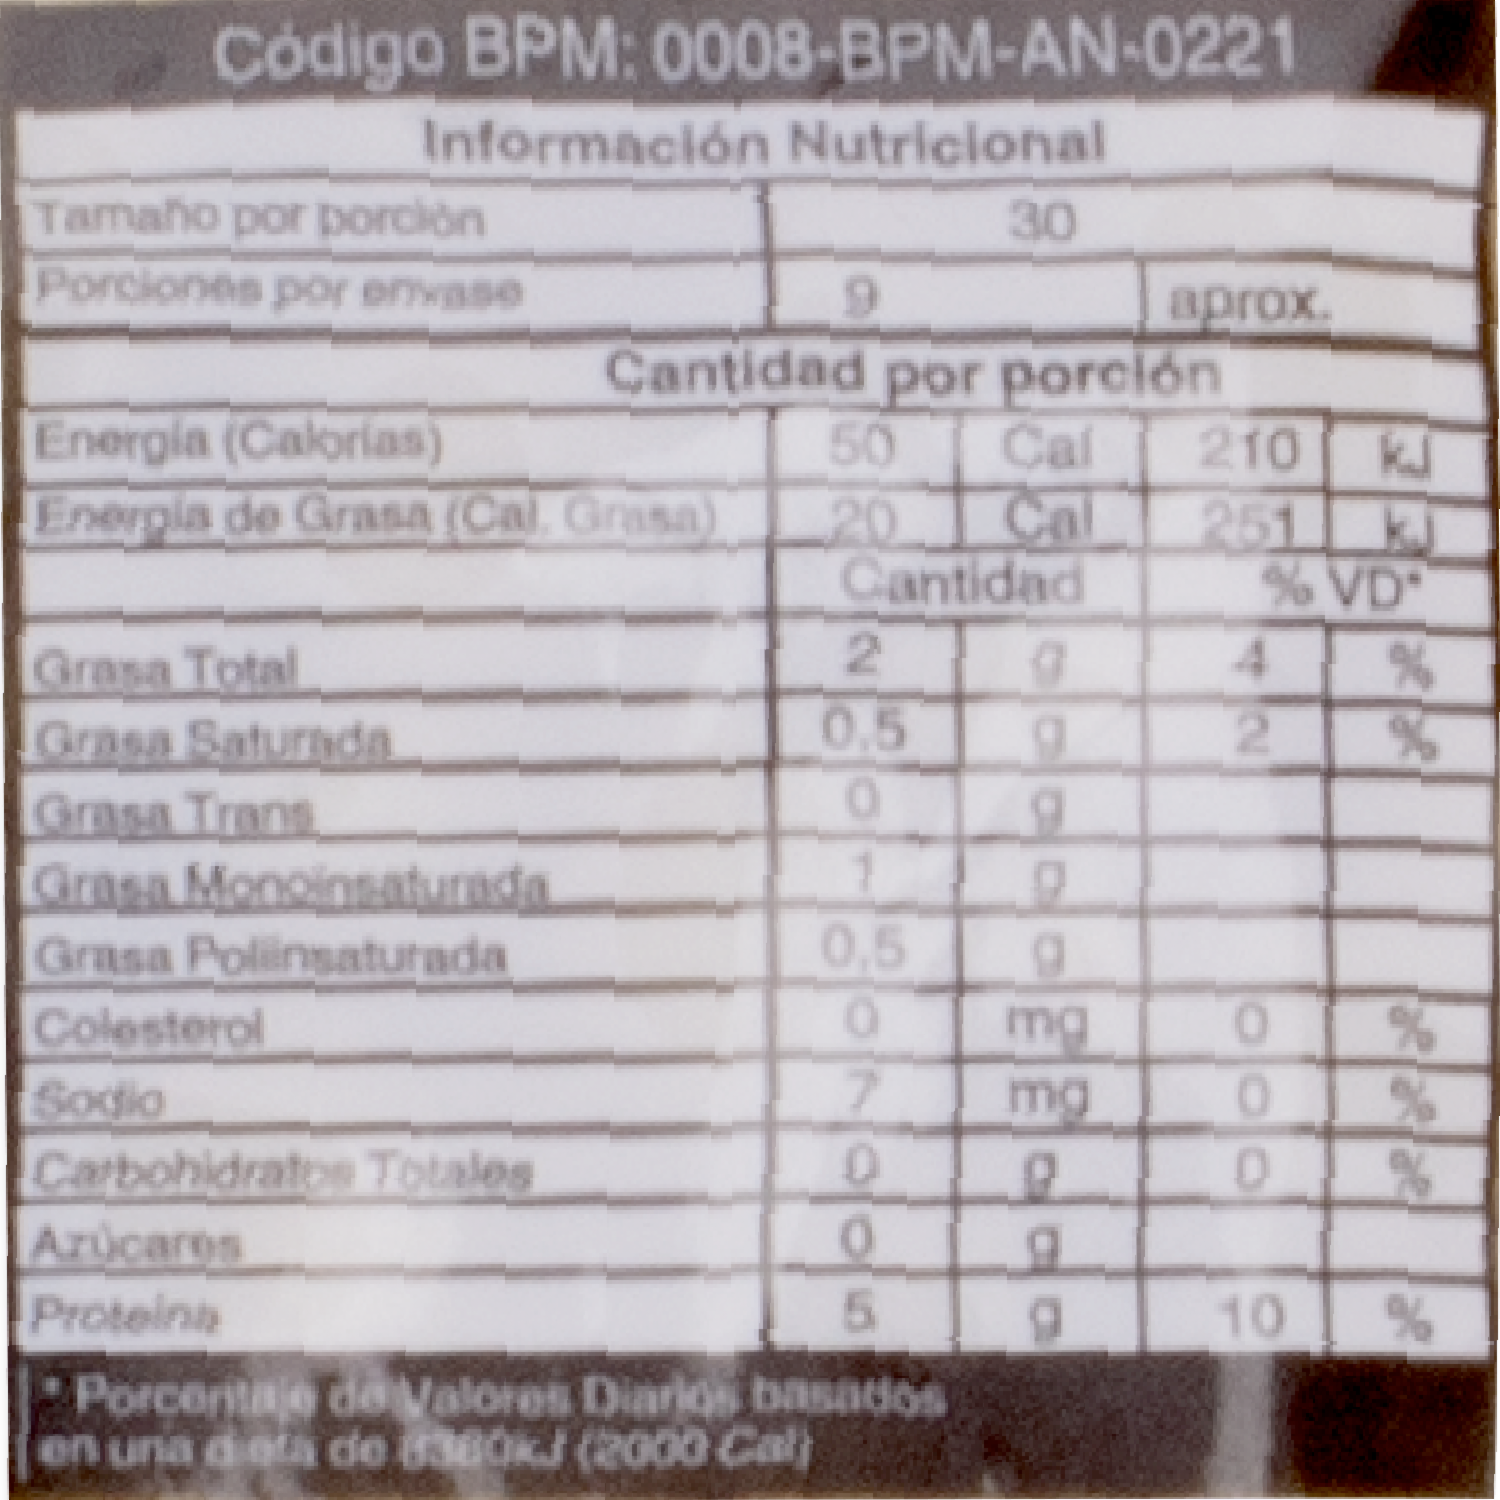 Código BPM: 0008-BPM-AN-0221
Información Nutricional
Tamaño por porción 30
Porciones por envase 9 aprox.
Cantidad por porción
Energía (Calorías) 50 Cal 210 kJ
Energía de Grasa (Cal. Grasa) 20 Cal 251 kJ
Cantidad % VD*
Grasa Total 2 g 4 %
Grasa Saturada 0,5 g 2 %
Grasa Trans 0 g
Grasa Monoinsaturada 1 g
Grasa Poliinsaturada 0,5 g
Colesterol 0 mg 0 %
Sodio 7 mg 0 %
Carbohidratos Totales 0 g 0 %
Azúcares 0 g
Proteína 5 g 10 %
* Porcentaje de Valores Diarios basados
en una dieta de 8380kJ (2000 Cal)